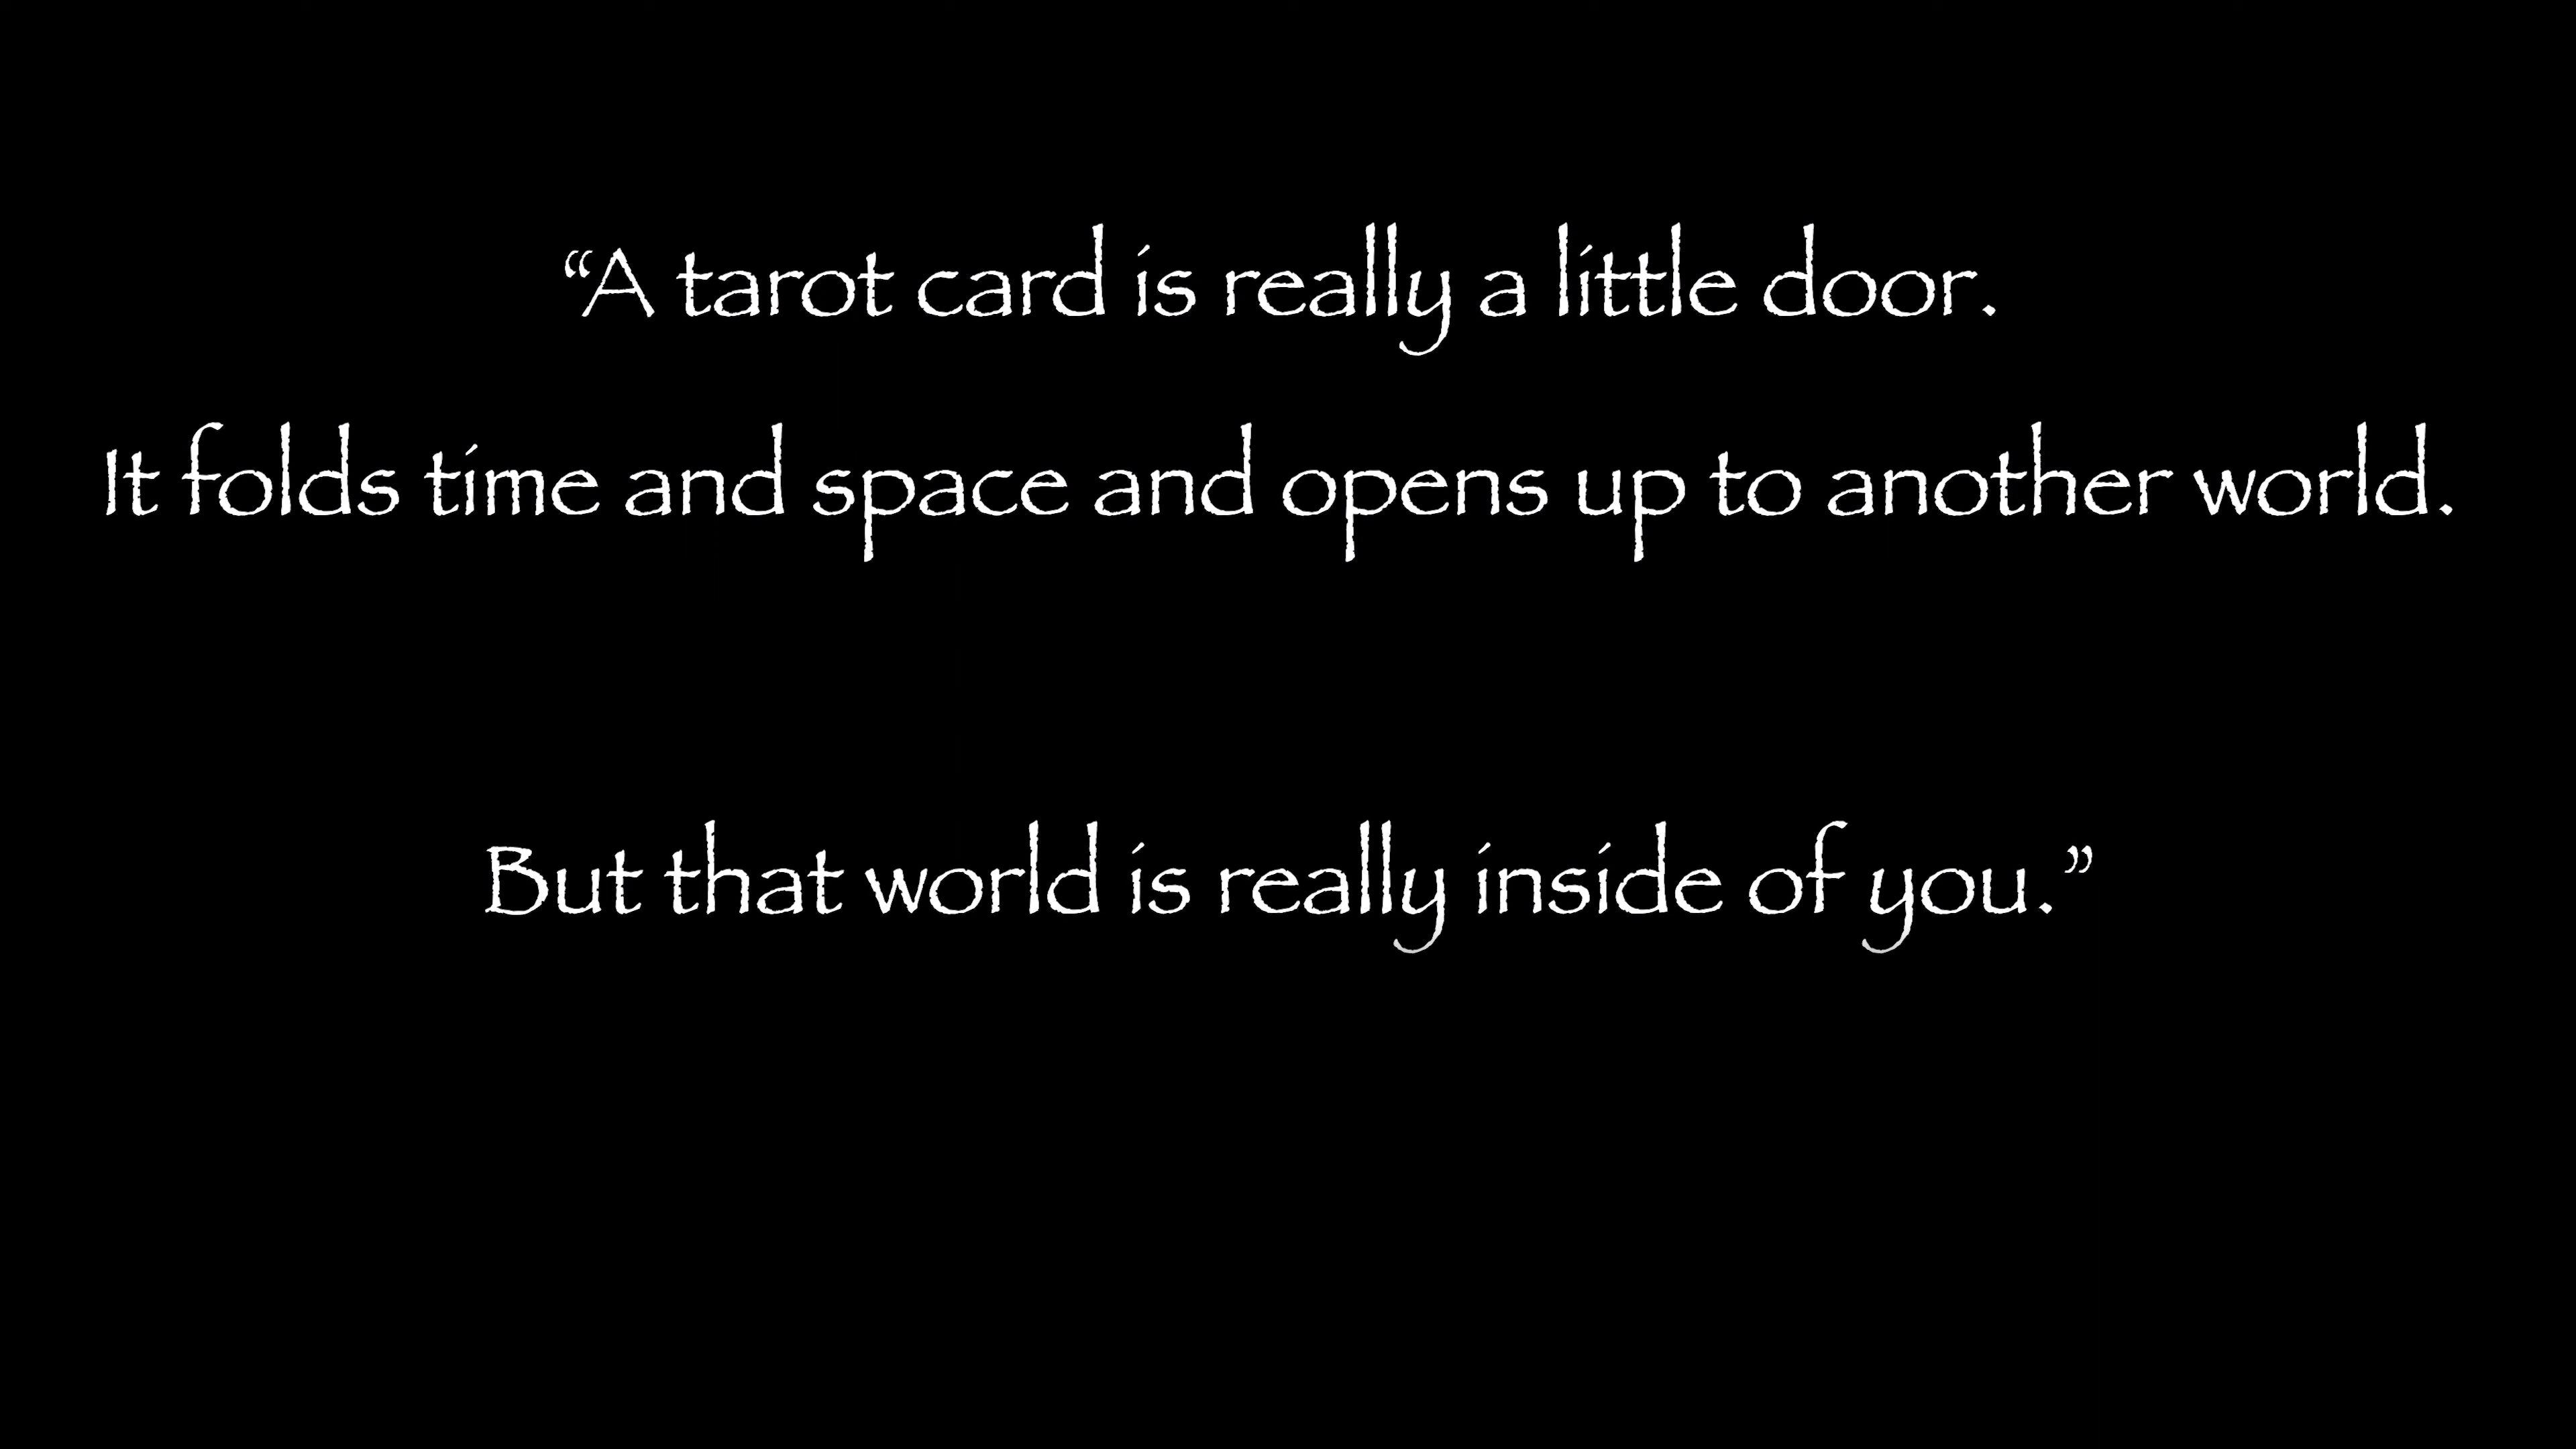 “A tarot card is really a little door.
It folds time and space and opens up to another world.
But that world is really inside of you.”